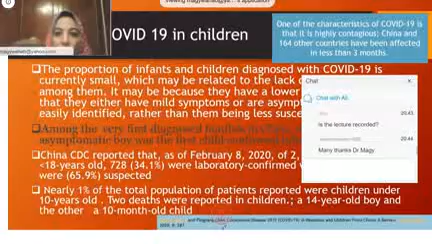 Viewing magywahatgayya...'s application
magywahab@yahoo.com
OVID 19 in children
One of the characteristics of COVID-19 is
that it is highly contagious; China and
164 other countries have been affected
in less than 3 months.
The proportion of infants and children diagnosed with COVID-19 is
currently small, which may be related to the lack
among them. It may be because they have a lower
that they either have mild symptoms or are asymp
easily identified, rather than them being less susce
Chat
Chat with All
20:43
Is the lecture recorded?
20:44
Many thanks Dr.Magy
Among the very first diagnosed
asymptomatic boy was the first child confirmed
China CDC reported that, as of February 8, 2020, of 2,
<18-years old, 728 (34.1%) were laboratory-confirmed
were (65.9%) suspected
Nearly 1% of the total population of patients reported were children under
10-years old . Two deaths were reported in children.; a 14-year-old boy and
the other a 10-month-old child